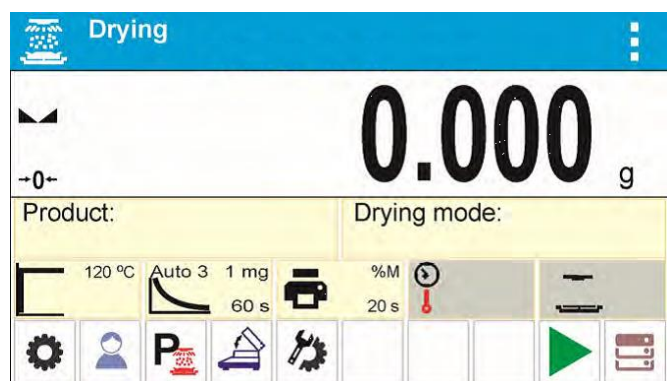 Drying
→0←
0.000 g
Product:
Drying mode:
120 ºC
Auto 3 1 mg
60 s
%M
20 s
P